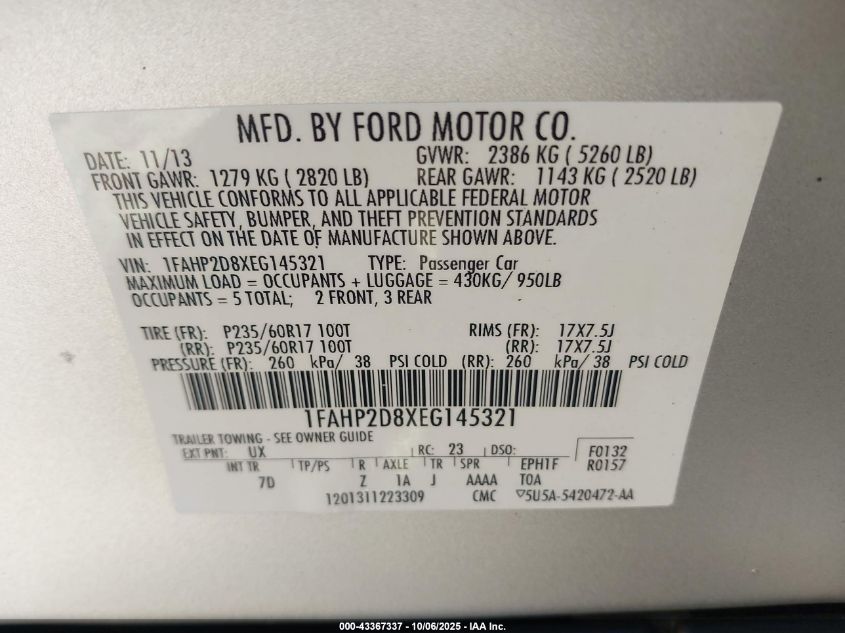 MFD. BY FORD MOTOR CO.
DATE: 11/13 GVWR: 2386 KG ( 5260 LB)
FRONT GAWR: 1279 KG ( 2820 LB) REAR GAWR: 1143 KG ( 2520 LB)
THIS VEHICLE CONFORMS TO ALL APPLICABLE FEDERAL MOTOR
VEHICLE SAFETY, BUMPER, AND THEFT PREVENTION STANDARDS
IN EFFECT ON THE DATE OF MANUFACTURE SHOWN ABOVE.
VIN: 1FAHP2D8XEG145321 TYPE: Passenger Car
MAXIMUM LOAD = OCCUPANTS + LUGGAGE = 430KG/ 950LB
OCCUPANTS = 5 TOTAL; 2 FRONT, 3 REAR
TIRE (FR): P235/60R17 100T RIMS (FR): 17X7.5J
(RR): P235/60R17 100T (RR): 17X7.5J
PRESSURE (FR): 260 kPa/ 38 PSI COLD (RR): 260 kPa/ 38 PSI COLD
1FAHP2D8XEG145321
TRAILER TOWING - SEE OWNER GUIDE
EXT PNT: UX RC: 23 DSO: F0132
INT TR TP/PS R AXLE TR SPR EPH1F R0157
7D Z 1A J AAAA TOA
1201311223309 CMC ▽5U5A-5420472-AA
000-43367337 - 10/06/2025 - IAA Inc.